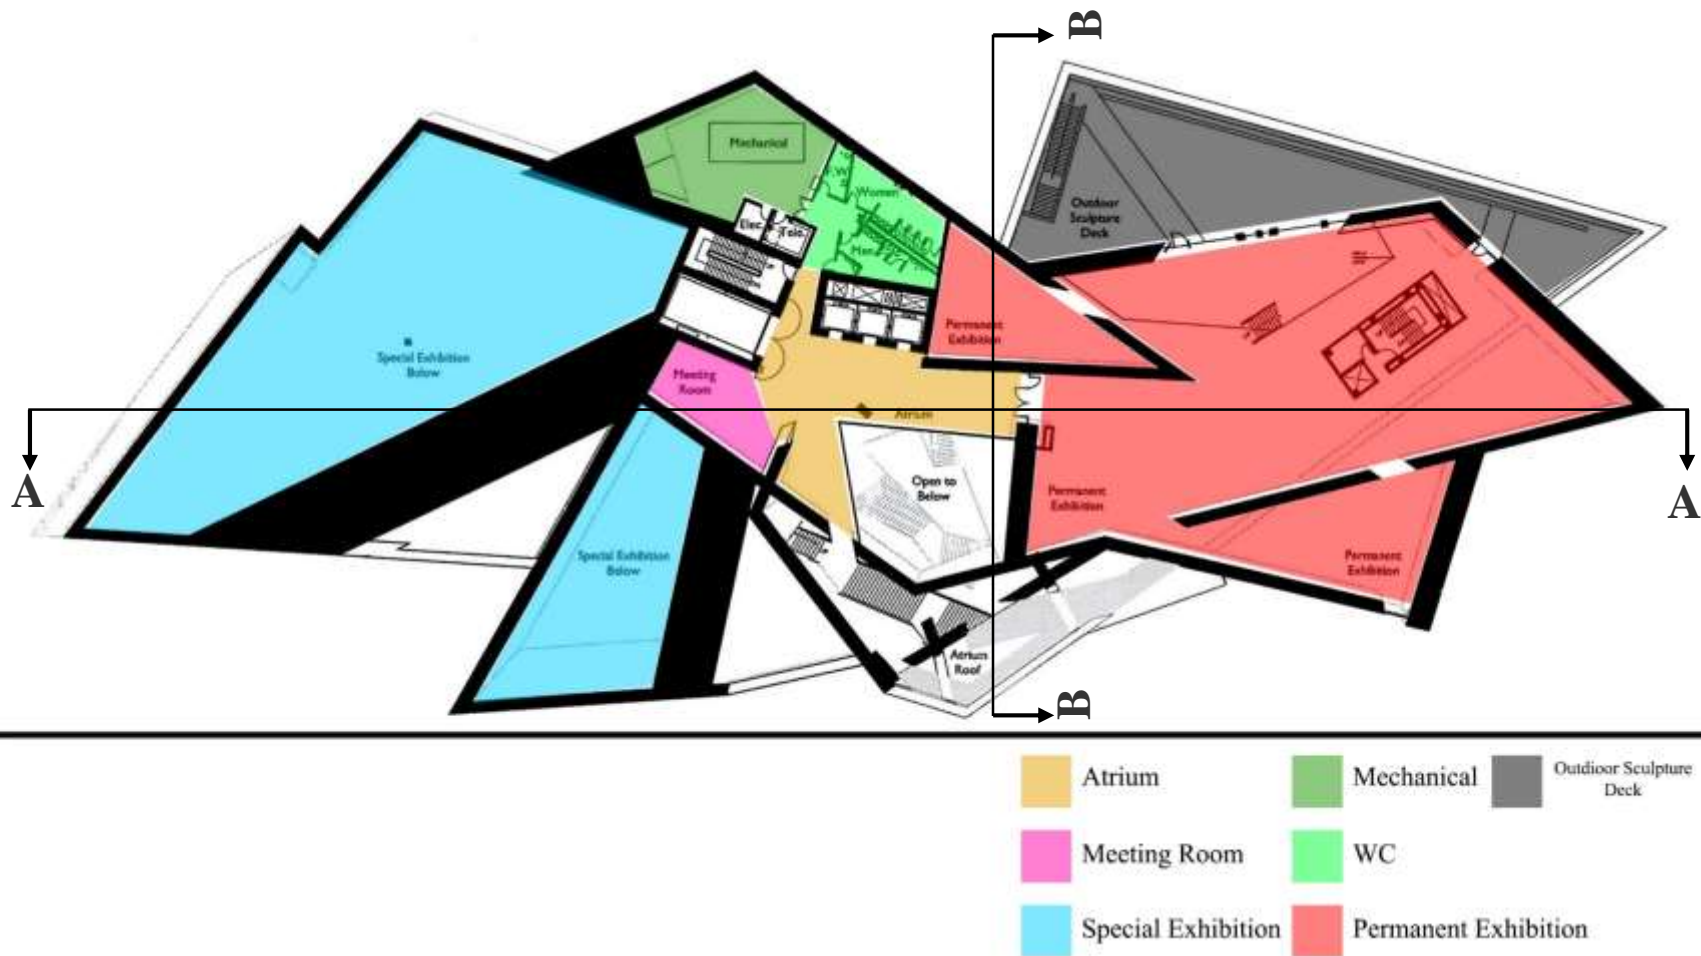 B
Mechanical
Women
Elec.
Tele.
Men
Outdoor
Sculpture
Deck
Permanent
Exhibition
Special Exhibition
Below
Meeting
Room
Atrium
A
A
Open to
Below
Permanent
Exhibition
Special Exhibition
Below
Permanent
Exhibition
Atrium
Roof
B
Atrium
Mechanical
Outdioor Sculpture
Deck
Meeting Room
WC
Special Exhibition
Permanent Exhibition